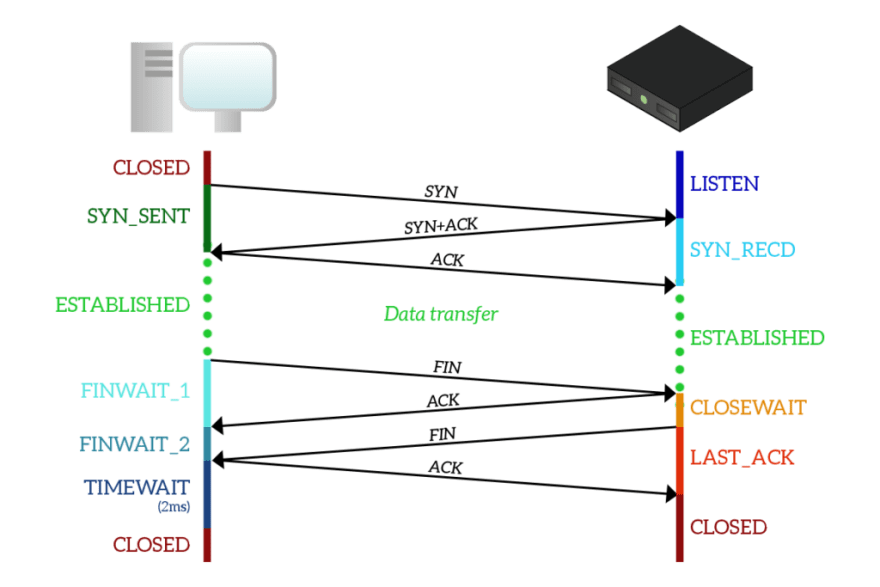 CLOSED
LISTEN
SYN
SYN_SENT
SYN+ACK
SYN_RECD
ACK
ESTABLISHED
Data transfer
ESTABLISHED
FIN
FINWAIT_1
ACK
CLOSEWAIT
FIN
FINWAIT_2
LAST_ACK
ACK
TIMEWAIT
(2ms)
CLOSED
CLOSED